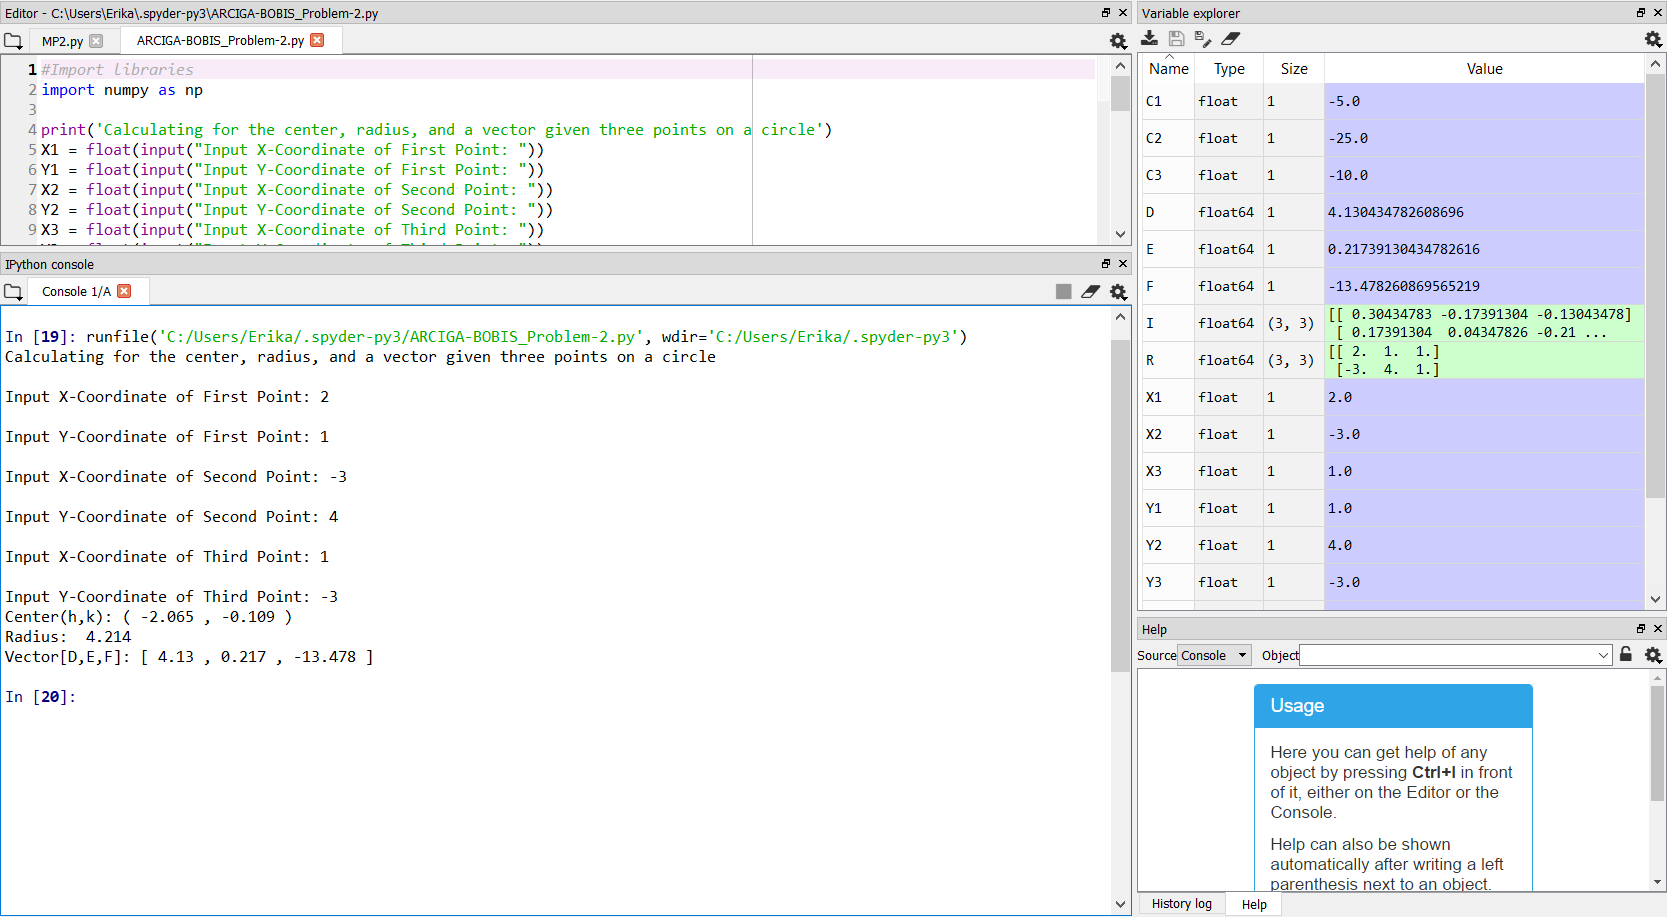 Editor - C:\Users\Erika\.spyder-py3\ARCIGA-BOBIS_Problem-2.py
MP2.py
ARCIGA-BOBIS_Problem-2.py
1 #Import libraries
2 import numpy as np
3
4 print('Calculating for the center, radius, and a vector given three points on a circle')
5 X1 = float(input("Input X-Coordinate of First Point: "))
6 Y1 = float(input("Input Y-Coordinate of First Point: "))
7 X2 = float(input("Input X-Coordinate of Second Point: "))
8 Y2 = float(input("Input Y-Coordinate of Second Point: "))
9 X3 = float(input("Input X-Coordinate of Third Point: "))
IPython console
Console 1/A
In [19]: runfile('C:/Users/Erika/.spyder-py3/ARCIGA-BOBIS_Problem-2.py', wdir='C:/Users/Erika/.spyder-py3')
Calculating for the center, radius, and a vector given three points on a circle
Input X-Coordinate of First Point: 2
Input Y-Coordinate of First Point: 1
Input X-Coordinate of Second Point: -3
Input Y-Coordinate of Second Point: 4
Input X-Coordinate of Third Point: 1
Input Y-Coordinate of Third Point: -3
Center(h,k): ( -2.065 , -0.109 )
Radius:  4.214
Vector[D,E,F]: [ 4.13 , 0.217 , -13.478 ]
In [20]:
Variable explorer
Name Type Size Value
C1 float 1 -5.0
C2 float 1 -25.0
C3 float 1 -10.0
D float64 1 4.130434782608696
E float64 1 0.21739130434782616
F float64 1 -13.478260869565219
I float64 (3, 3) [[ 0.30434783 -0.17391304 -0.13043478]
[ 0.17391304  0.04347826 -0.21 ...
R float64 (3, 3) [[ 2.  1.  1.]
[-3.  4.  1.]
X1 float 1 2.0
X2 float 1 -3.0
X3 float 1 1.0
Y1 float 1 1.0
Y2 float 1 4.0
Y3 float 1 -3.0
Help
Source Console Object
Usage
Here you can get help of any
object by pressing Ctrl+I in front
of it, either on the Editor or the
Console.
Help can also be shown
automatically after writing a left
parenthesis next to an object.
History log Help